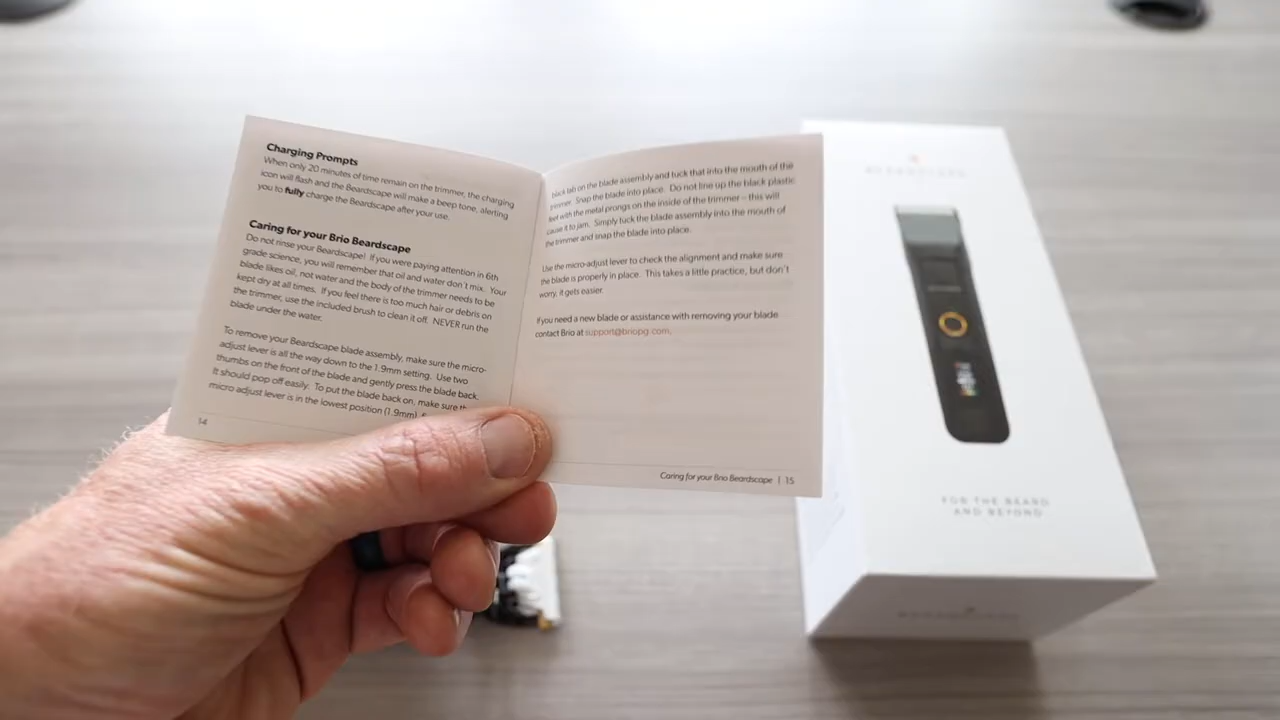 Charging Prompts
When only 20 minutes of time remain on the trimmer, the charging
icon will flash and the Beardscape will make a beep tone, alerting
you to fully charge the Beardscape after your use.
Caring for your Brio Beardscape
Do not rinse your Beardscape! If you were paying attention in 6th
grade science, you will remember that oil and water don't mix. Your
blade likes oil, not water and the body of the trimmer needs to be
kept dry at all times. If you feel there is too much hair or debris on
the trimmer, use the included brush to clean it off. NEVER run the
blade under the water.
To remove your Beardscape blade assembly, make sure the micro-
adjust lever is all the way down to the 1.9mm setting. Use two
thumbs on the front of the blade and gently press the blade back.
It should pop off easily. To put the blade back on, make sure
micro adjust lever is in the lowest position (1.9mm).
14
black tab on the blade assembly and tuck that into the mouth of the
trimmer. Snap the blade into place. Do not line up the black plastic
feet with the metal prongs on the inside of the trimmer – this will
cause it to jam. Simply tuck the blade assembly into the mouth of
the trimmer and snap the blade into place.
Use the micro-adjust lever to check the alignment and make sure
the blade is properly in place. This takes a little practice, but don't
worry, it gets easier.
If you need a new blade or assistance with removing your blade
contact Brio at support@briopg.com.
Caring for your Brio Beardscape | 15
BEARDSCAPE
FOR THE BEARD
AND BEYOND